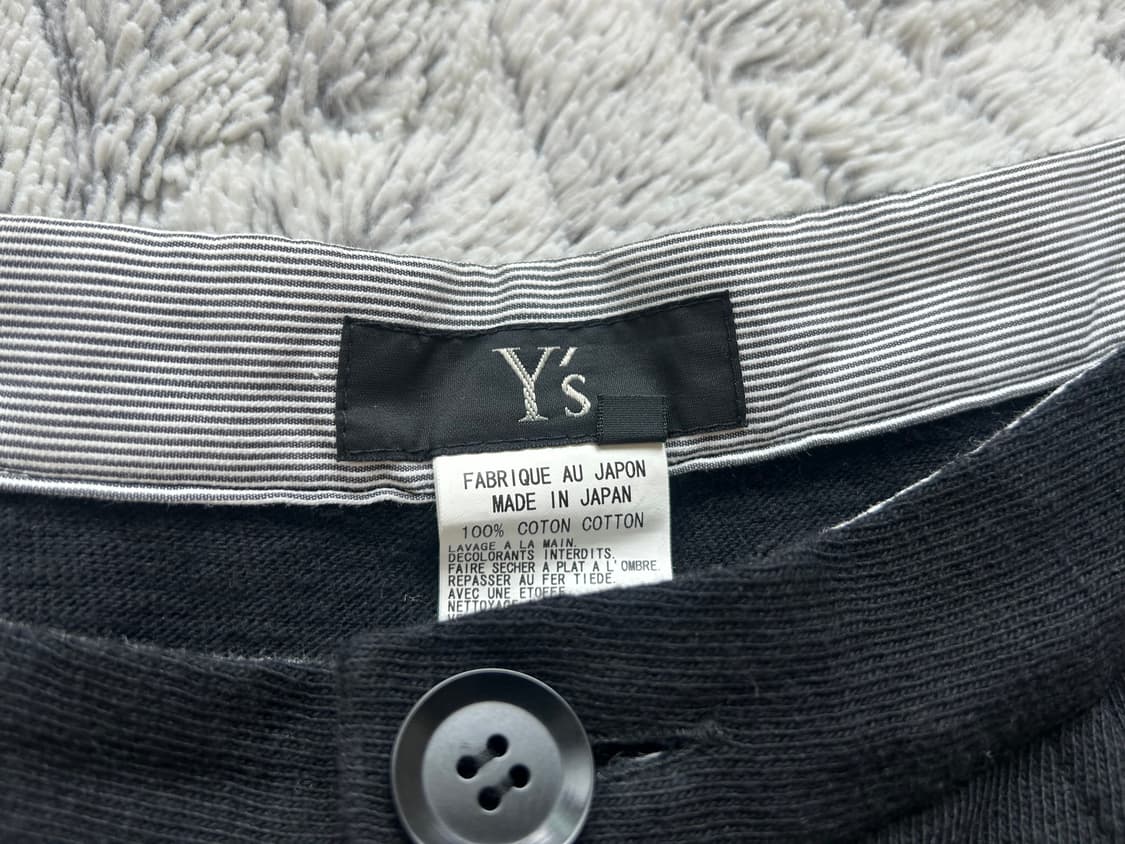 Y's
FABRIQUE AU JAPON
MADE IN JAPAN
100% COTON COTTON
LAVAGE A LA MAIN.
DECOLORANTS INTERDITS.
FAIRE SECHER A PLAT A L'OMBRE.
REPASSER AU FER TIEDE.
AVEC UNE ETOFFE
NETTOYAGE